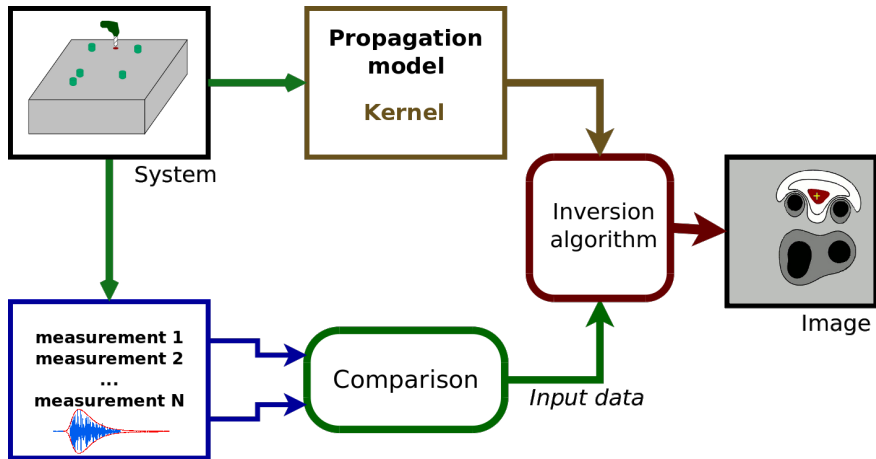 Propagation
model
Kernel
System
Inversion
algorithm
Image
measurement 1
measurement 2
...
measurement N
Comparison
Input data